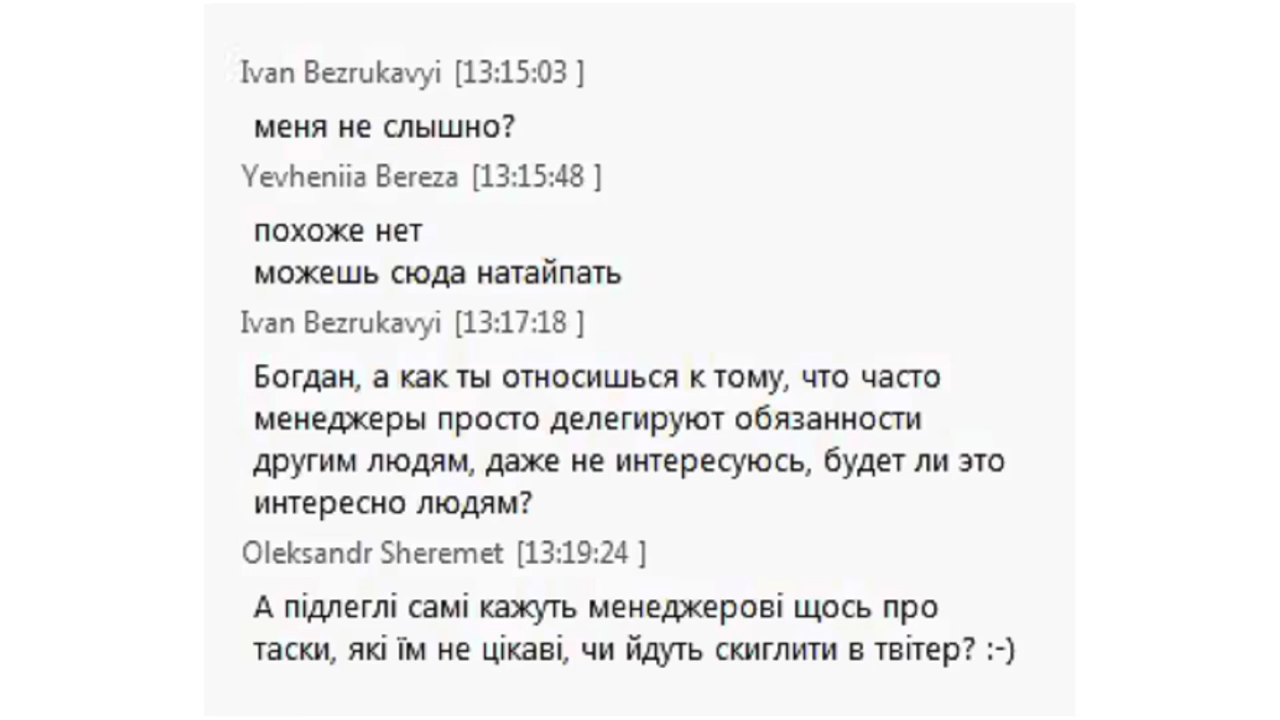 Ivan Bezrukavyi [13:15:03 ]
меня не слышно?
Yevheniia Bereza [13:15:48 ]
похоже нет
можешь сюда натайпать
Ivan Bezrukavyi [13:17:18 ]
Богдан, а как ты относишься к тому, что часто
менеджеры просто делегируют обязанности
другим людям, даже не интересуюсь, будет ли это
интересно людям?
Oleksandr Sheremet [13:19:24 ]
А підлеглі самі кажуть менеджерові щось про
таски, які їм не цікаві, чи йдуть скиглити в твітер? :-)